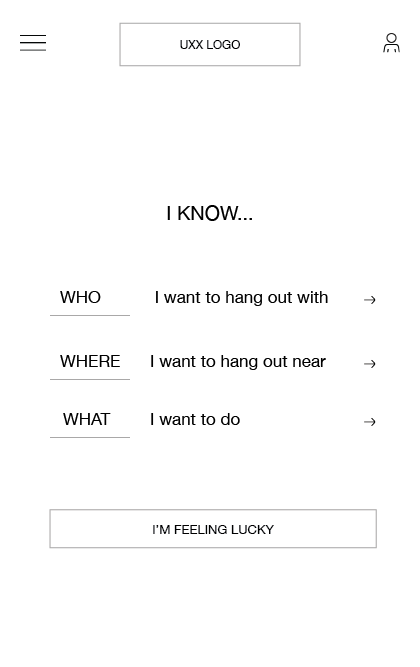 UXX LOGO
I KNOW...
WHO I want to hang out with →
WHERE I want to hang out near →
WHAT I want to do →
I'M FEELING LUCKY